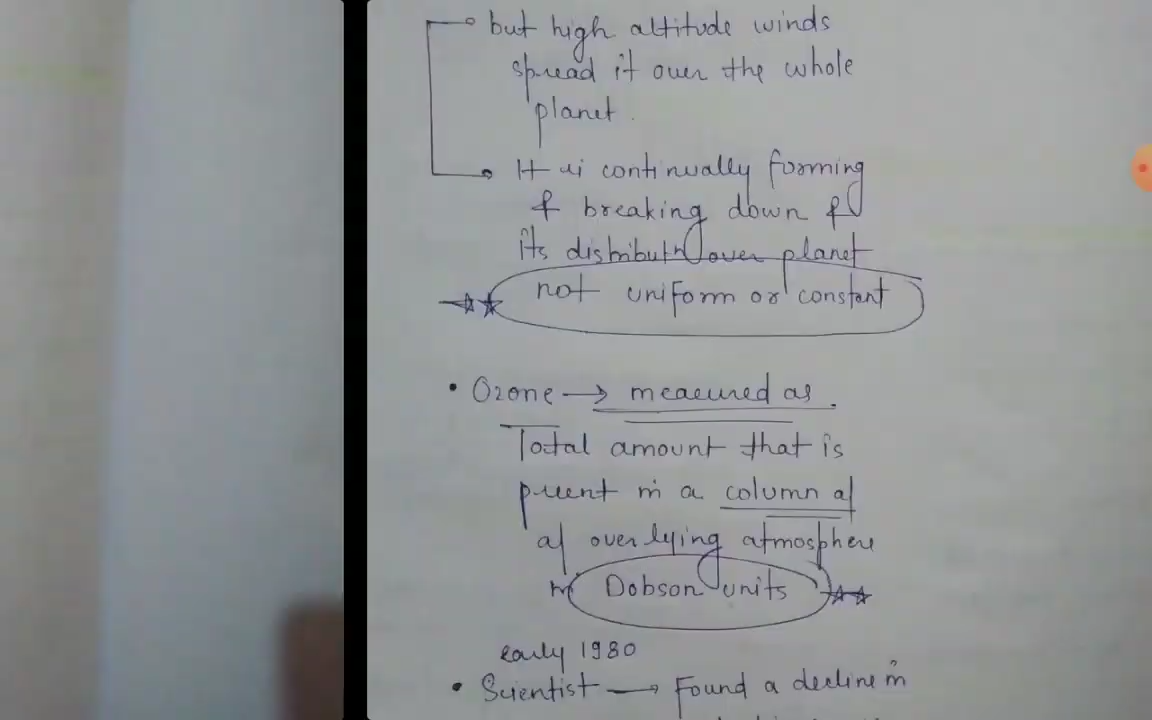 but high altitude winds
spread it over the whole
planet.
It is continually forming
& breaking down &
its distributn over planet
not uniform or constant
• Ozone → measured as
Total amount that is
present in a column of
of overlying atmosphere
in Dobson units
early 1980
• Scientist → Found a decline in